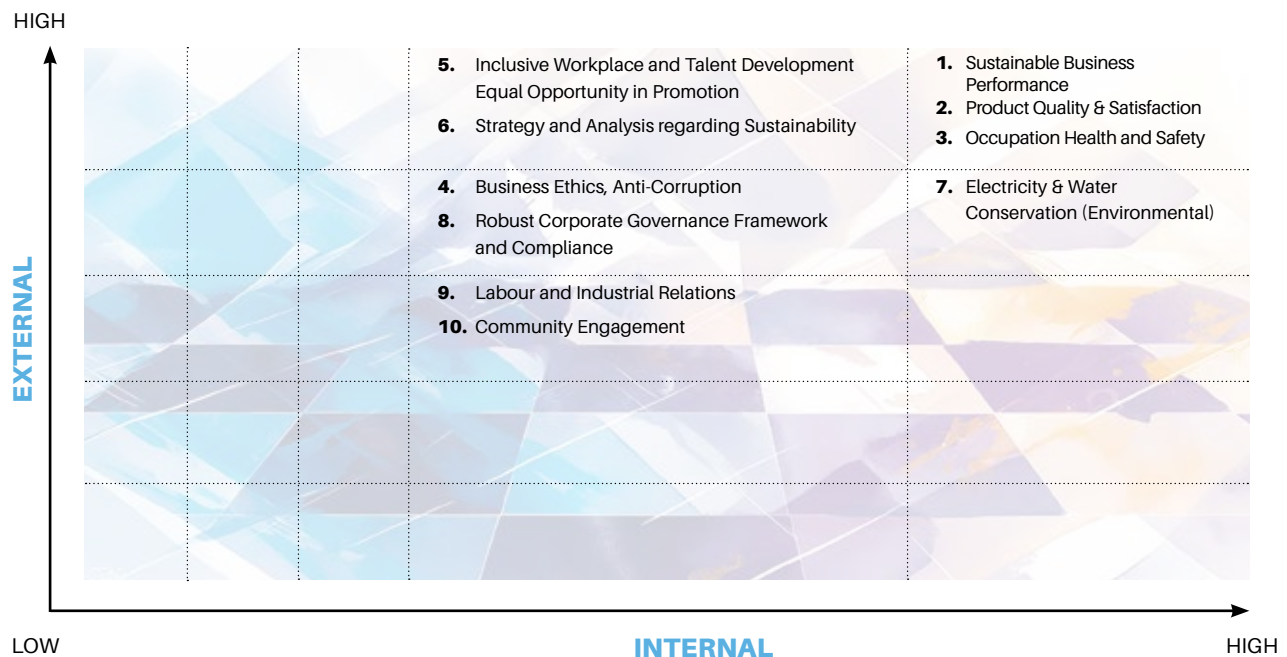 HIGH
5. Inclusive Workplace and Talent Development
Equal Opportunity in Promotion
6. Strategy and Analysis regarding Sustainability
1. Sustainable Business
Performance
2. Product Quality & Satisfaction
3. Occupation Health and Safety
4. Business Ethics, Anti-Corruption
8. Robust Corporate Governance Framework
and Compliance
7. Electricity & Water
Conservation (Environmental)
9. Labour and Industrial Relations
10. Community Engagement
EXTERNAL
LOW
INTERNAL
HIGH